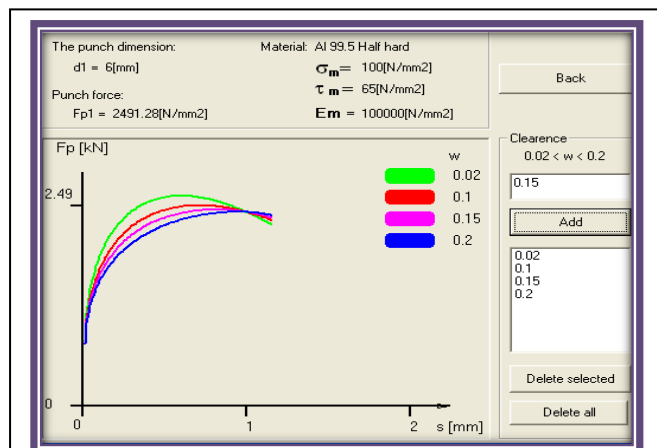 The punch dimension:
d1 = 6[mm]
Punch force:
Fp1 = 2491.28[N/mm2]
Material: Al 99.5 Half hard
σm= 100[N/mm2]
τm= 65[N/mm2]
Em = 100000[N/mm2]
Back
Clearence
0.02 < w < 0.2
0.15
Add
0.02
0.1
0.15
0.2
Delete selected
Delete all
Fp [kN]
2.49
0
0
1
2
s [mm]
w
0.02
0.1
0.15
0.2